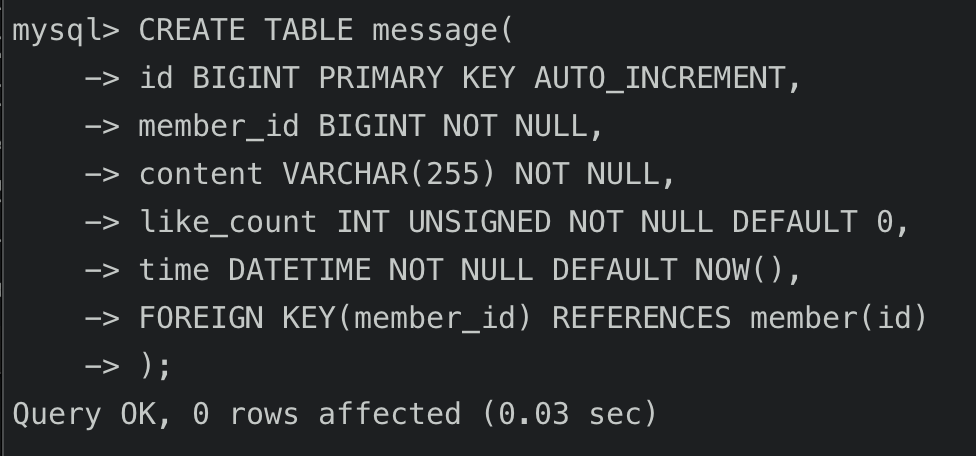 mysql> CREATE TABLE message(
    -> id BIGINT PRIMARY KEY AUTO_INCREMENT,
    -> member_id BIGINT NOT NULL,
    -> content VARCHAR(255) NOT NULL,
    -> like_count INT UNSIGNED NOT NULL DEFAULT 0,
    -> time DATETIME NOT NULL DEFAULT NOW(),
    -> FOREIGN KEY(member_id) REFERENCES member(id)
    -> );
Query OK, 0 rows affected (0.03 sec)